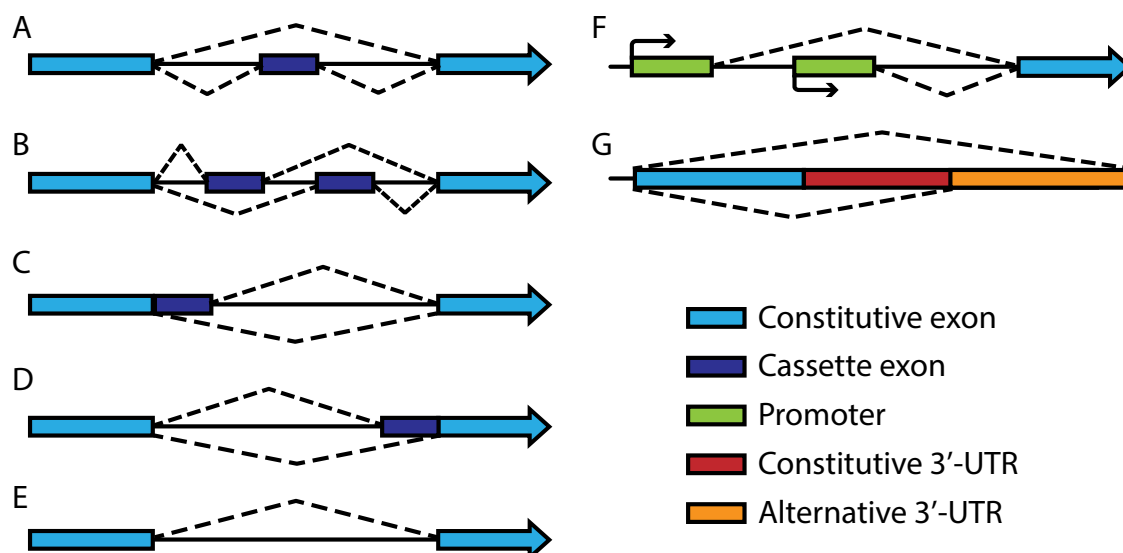 A
B
C
D
E
F
G
Constitutive exon
Cassette exon
Promoter
Constitutive 3′-UTR
Alternative 3′-UTR